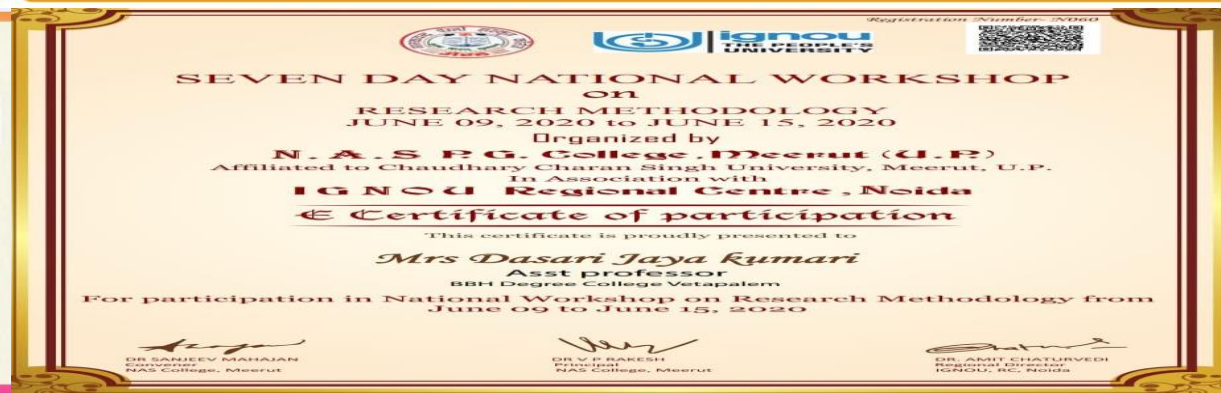 Registration Number- N060
ignou
THE PEOPLE'S
UNIVERSITY
SEVEN DAY NATIONAL WORKSHOP
on
RESEARCH METHODOLOGY
JUNE 09, 2020 to JUNE 15, 2020
Organized by
N. A. S P. G. College, Meerut (U. P.)
Affiliated to Chaudhary Charan Singh University, Meerut, U.P.
In Association with
I G N O U Regional Centre, Noida
E Certificate of participation
This certificate is proudly presented to
Mrs Dasari Jaya kumari
Asst professor
BBH Degree College Vetapalem
For participation in National Workshop on Research Methodology from
June 09 to June 15, 2020
DR SANJEEV MAHAJAN
Convener
NAS College, Meerut
DR V P RAKESH
Principal
NAS College, Meerut
DR. AMIT CHATURVEDI
Regional Director
IGNOU, RC, Noida